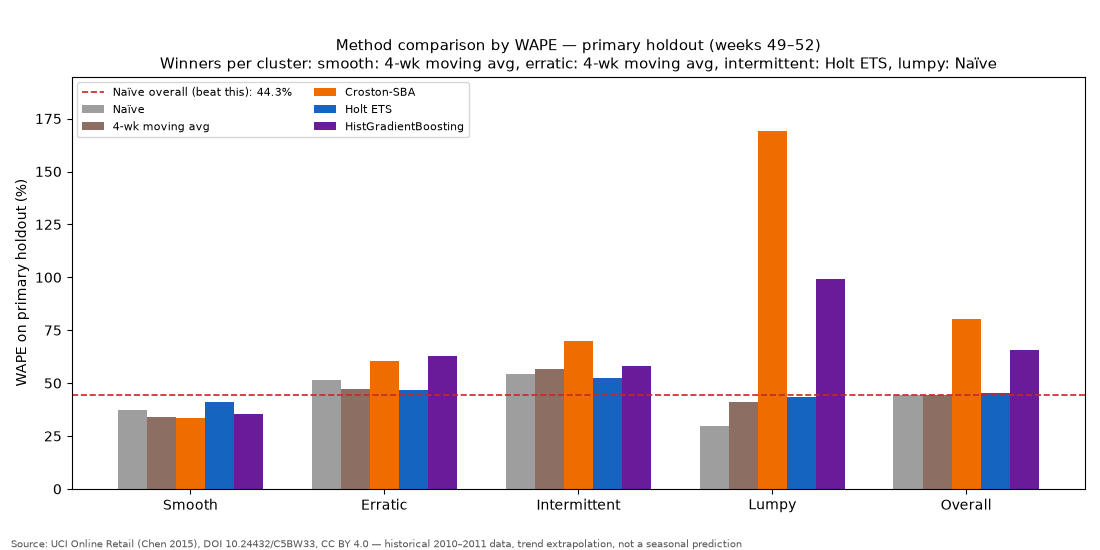 Method comparison by WAPE — primary holdout (weeks 49–52)
Winners per cluster: smooth: 4-wk moving avg, erratic: 4-wk moving avg, intermittent: Holt ETS, lumpy: Naïve
Naïve overall (beat this): 44.3%
Naïve
4-wk moving avg
Croston-SBA
Holt ETS
HistGradientBoosting
WAPE on primary holdout (%)
175
150
125
100
75
50
25
0
Smooth Erratic Intermittent Lumpy Overall
Source: UCI Online Retail (Chen 2015), DOI 10.24432/C5BW33, CC BY 4.0 — historical 2010–2011 data, trend extrapolation, not a seasonal prediction